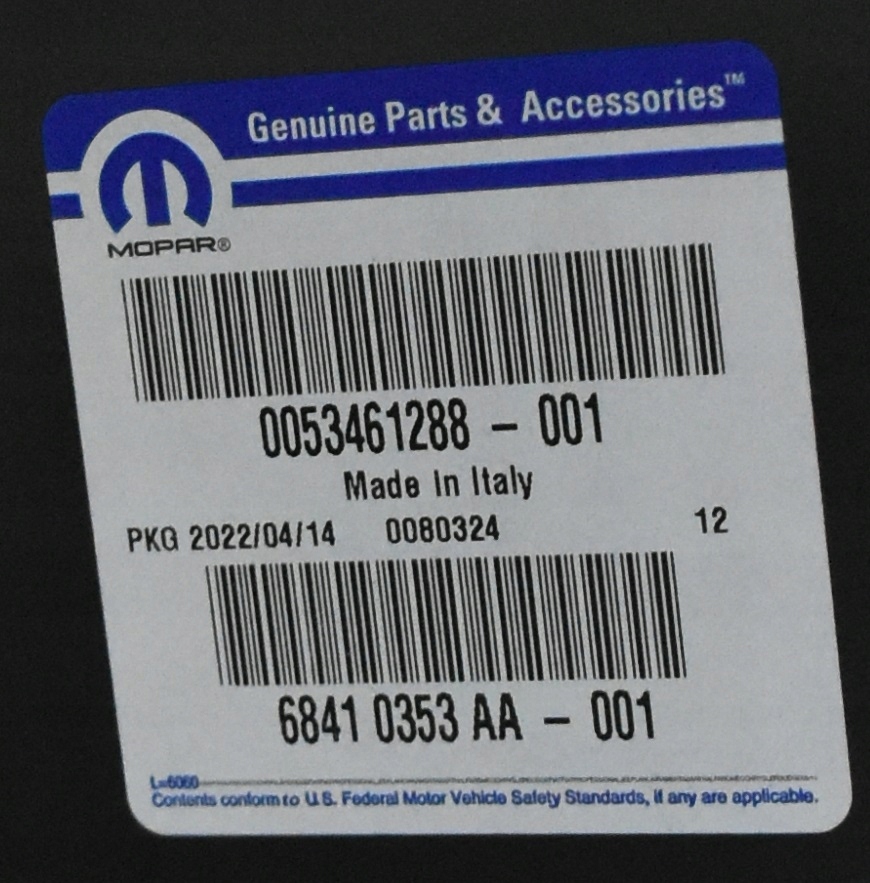 Genuine Parts & Accessories™
MOPAR®
0053461288 - 001
Made In Italy
PKG 2022/04/14 0080324 12
6841 0353 AA - 001
L=6060
Contents conform to U.S. Federal Motor Vehicle Safety Standards, if any are applicable.